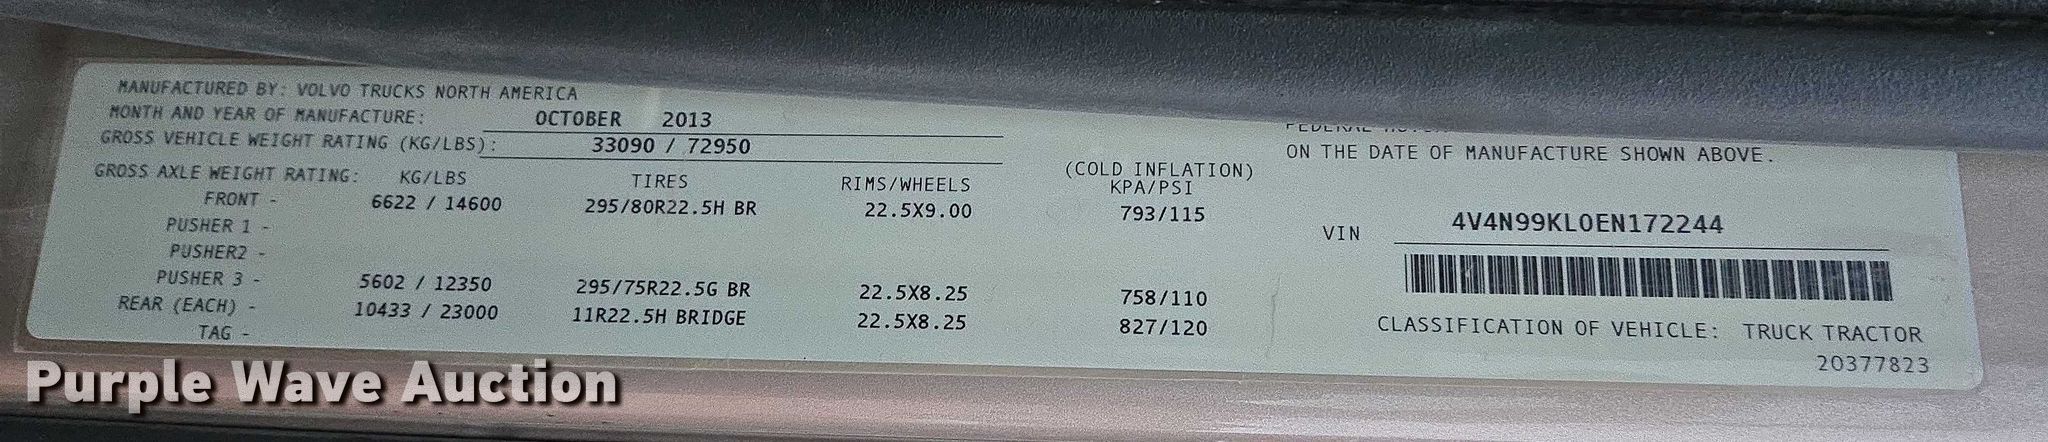 MANUFACTURED BY: VOLVO TRUCKS NORTH AMERICA
MONTH AND YEAR OF MANUFACTURE: OCTOBER 2013
GROSS VEHICLE WEIGHT RATING (KG/LBS): 33090 / 72950
GROSS AXLE WEIGHT RATING: KG/LBS TIRES RIMS/WHEELS (COLD INFLATION) KPA/PSI
FRONT - 6622 / 14600 295/80R22.5H BR 22.5X9.00 793/115
PUSHER 1 -
PUSHER2 -
PUSHER 3 - 5602 / 12350 295/75R22.5G BR 22.5X8.25 758/110
REAR (EACH) - 10433 / 23000 11R22.5H BRIDGE 22.5X8.25 827/120
TAG -
FEDERAL
ON THE DATE OF MANUFACTURE SHOWN ABOVE.
VIN 4V4N99KL0EN172244
CLASSIFICATION OF VEHICLE: TRUCK TRACTOR
20377823
Purple Wave Auction